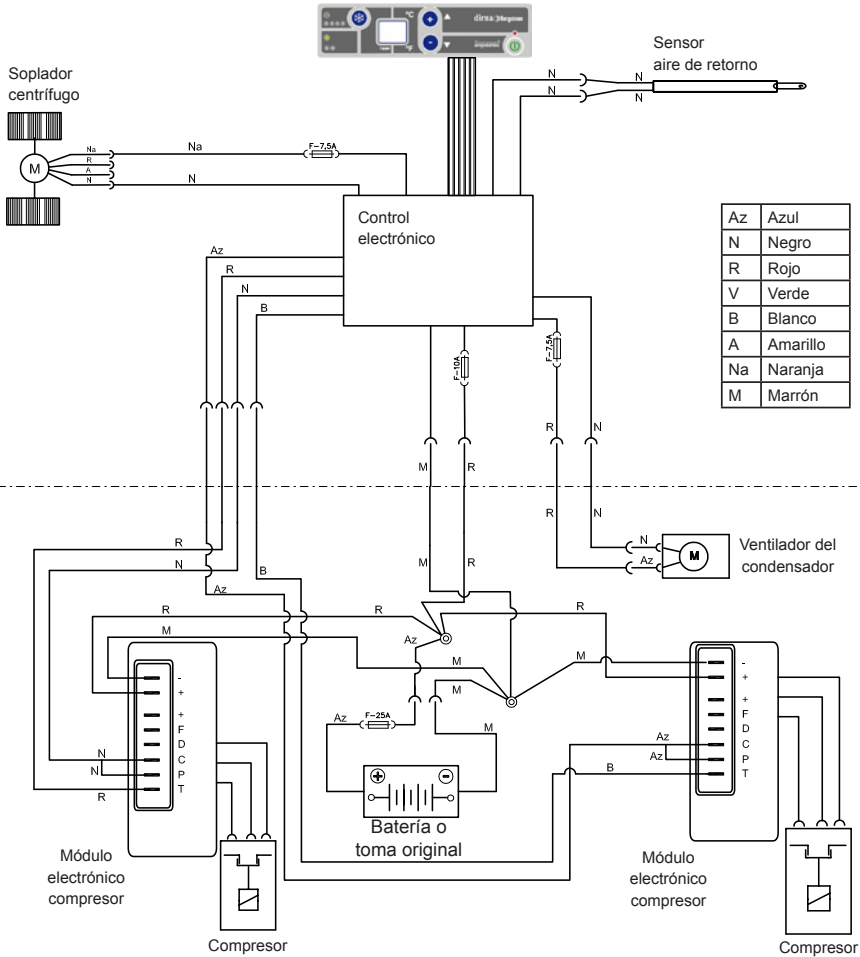 °C
°F
dirna Bergstrom
Sensor
aire de retorno
N
N
N
N
Soplador
centrífugo
M
Na
R
A
N
Na
N
F-7,5A
Control
electrónico
Az
R
N
B
F-10A
F-7,5A
Az Azul
N Negro
R Rojo
V Verde
B Blanco
A Amarillo
Na Naranja
M Marrón
R
N
M
R
R
N
R
N
Az
B
M
R
N
Az
M
Ventilador del
condensador
R
R
R
M
Az
M
M
M
-
+
+
F
D
C
P
T
N
N
R
-
+
+
F
D
C
P
T
Az
Az
B
Az
F-25A
M
+
-
Batería o
toma original
Módulo
electrónico
compresor
Compresor
Módulo
electrónico
compresor
Compresor